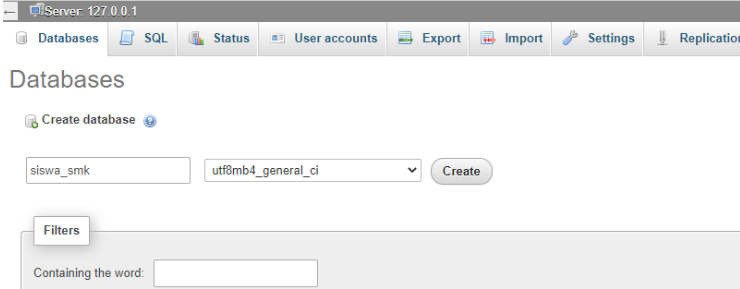 Server: 127.0.0.1
Databases SQL Status User accounts Export Import Settings Replication
Databases
Create database
siswa_smk utf8mb4_general_ci Create
Filters
Containing the word: